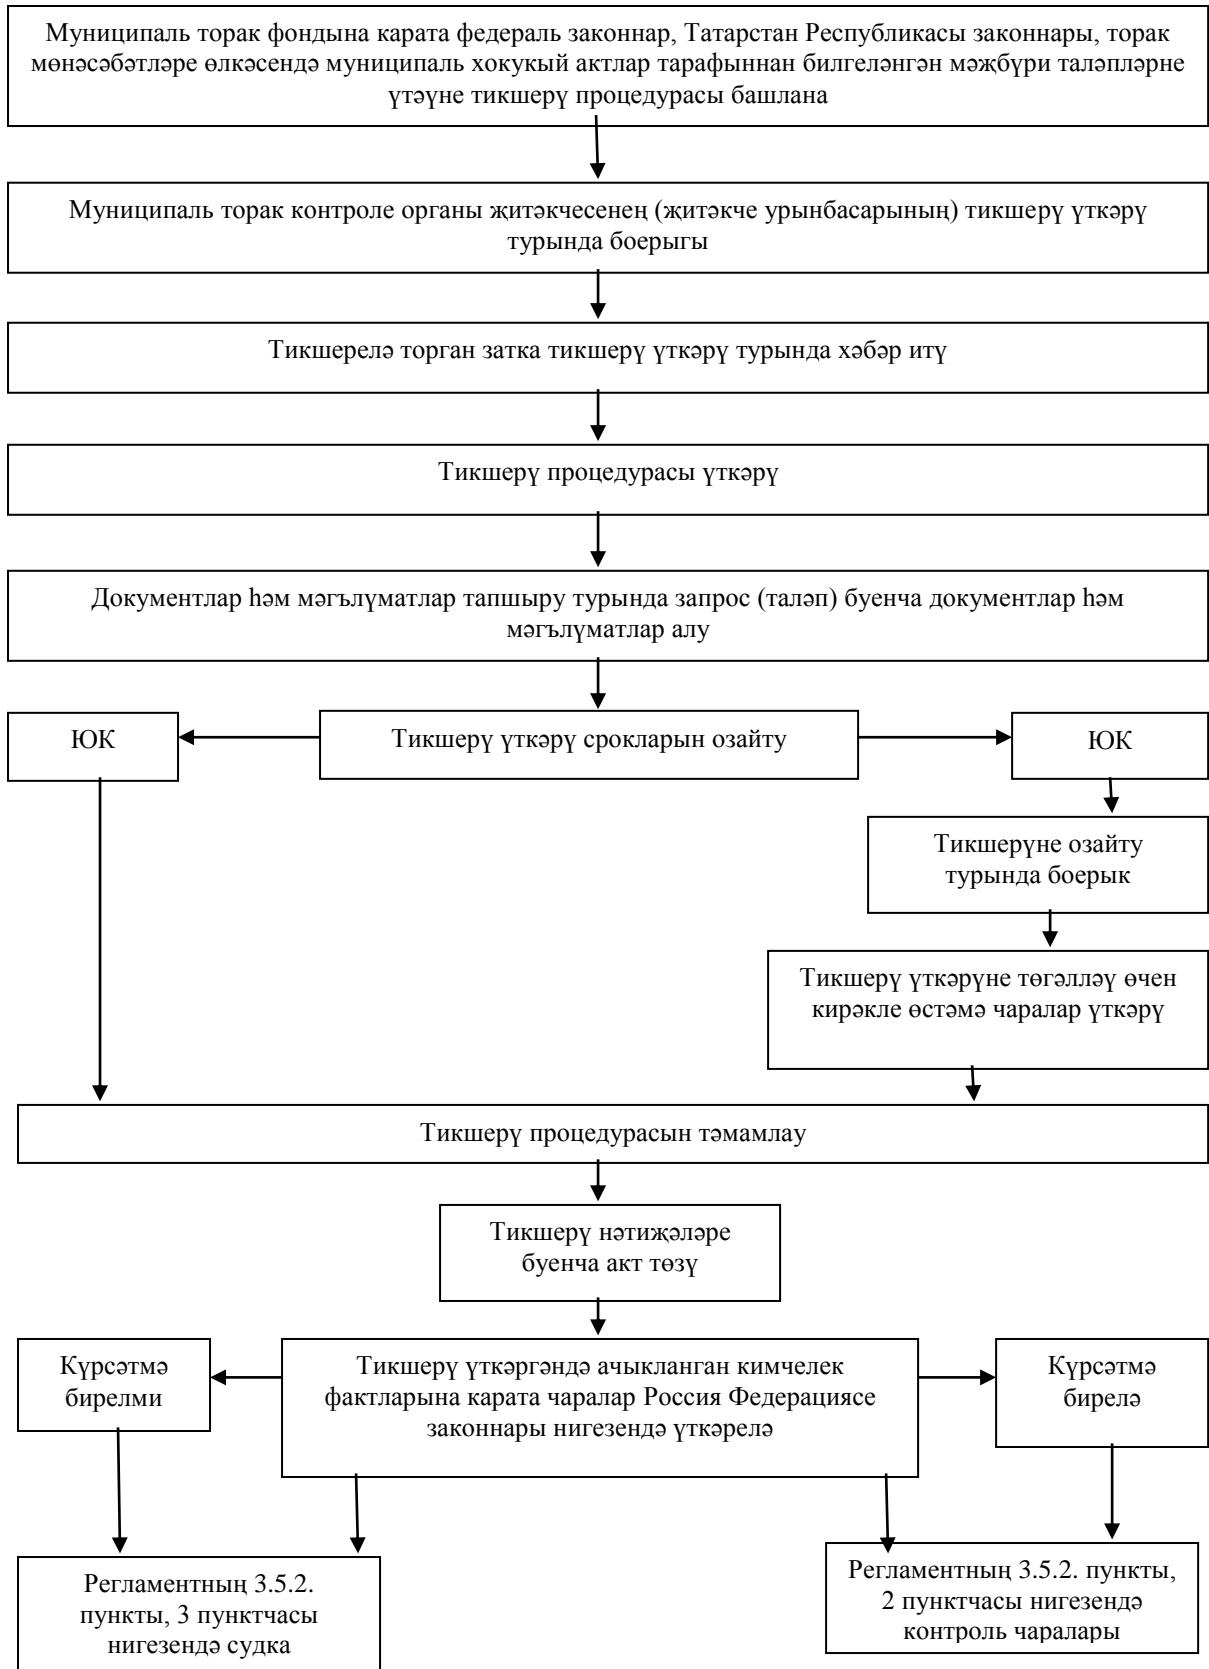 Муниципаль торак фондына карата федераль законнар, Татарстан Республикасы законнары, торак
мөнәсәбәтләре өлкәсендә муниципаль хокукый актлар тарафыннан билгеләнгән мәҗбүри таләпләрне
үтәүне тикшерү процедурасы башлана
Муниципаль торак контроле органы җитәкчесенең (җитәкче урынбасарының) тикшерү үткәрү
турында боерыгы
Тикшерелә торган затка тикшерү үткәрү турында хәбәр итү
Тикшерү процедурасы үткәрү
Документлар һәм мәгълүматлар тапшыру турында запрос (таләп) буенча документлар һәм
мәгълүматлар алу
ЮК
Тикшерү үткәрү срокларын озайту
ЮК
Тикшерүне озайту
турында боерык
Тикшерү үткәрүне төгәлләү өчен
кирәкле өстәмә чаралар үткәрү
Тикшерү процедурасын тәмамлау
Тикшерү нәтиҗәләре
буенча акт төзү
Күрсәтмә
бирелми
Тикшерү үткәргәндә ачыкланган кимчелек
фактларына карата чаралар Россия Федерациясе
законнары нигезендә үткәрелә
Күрсәтмә
бирелә
Регламентның 3.5.2.
пункты, 3 пунктчасы
нигезендә судка
Регламентның 3.5.2. пункты,
2 пунктчасы нигезендә
контроль чаралары